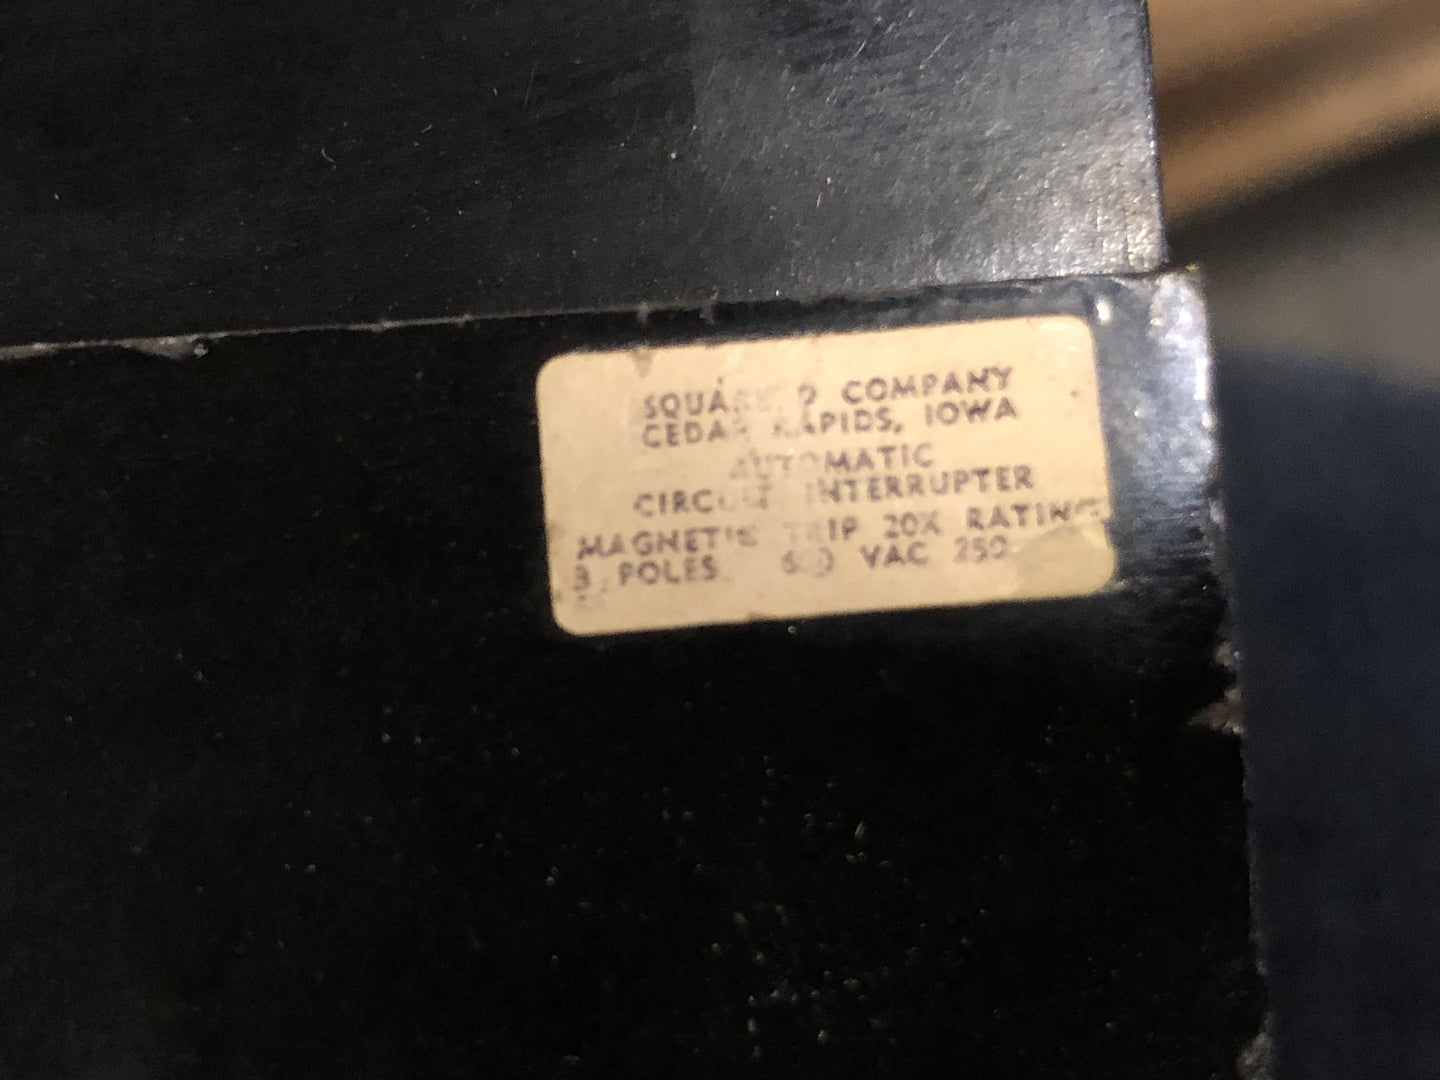 SQUARE D COMPANY
CEDAR RAPIDS, IOWA
AUTOMATIC
CIRCUIT INTERRUPTER
MAGNETIC TRIP 20X RATING
3 POLES 600 VAC 250